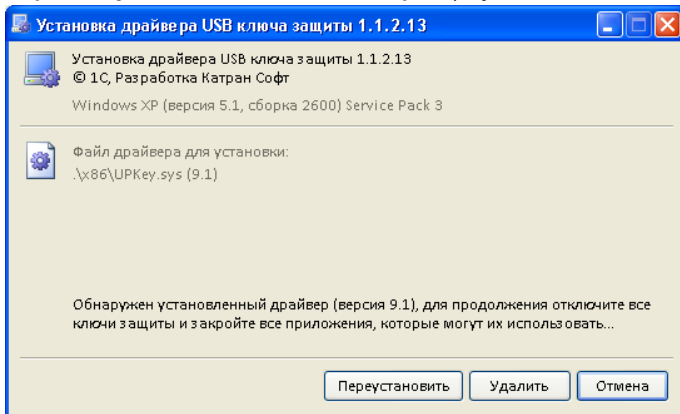 Установка драйвера USB ключа защиты 1.1.2.13
Установка драйвера USB ключа защиты 1.1.2.13
© 1С, Разработка Катран Софт
Windows XP (версия 5.1, сборка 2600) Service Pack 3
Файл драйвера для установки:
.\x86\UPKey.sys (9.1)
Обнаружен установленный драйвер (версия 9.1), для продолжения отключите все
ключи защиты и закройте все приложения, которые могут их использовать...
Переустановить Удалить Отмена